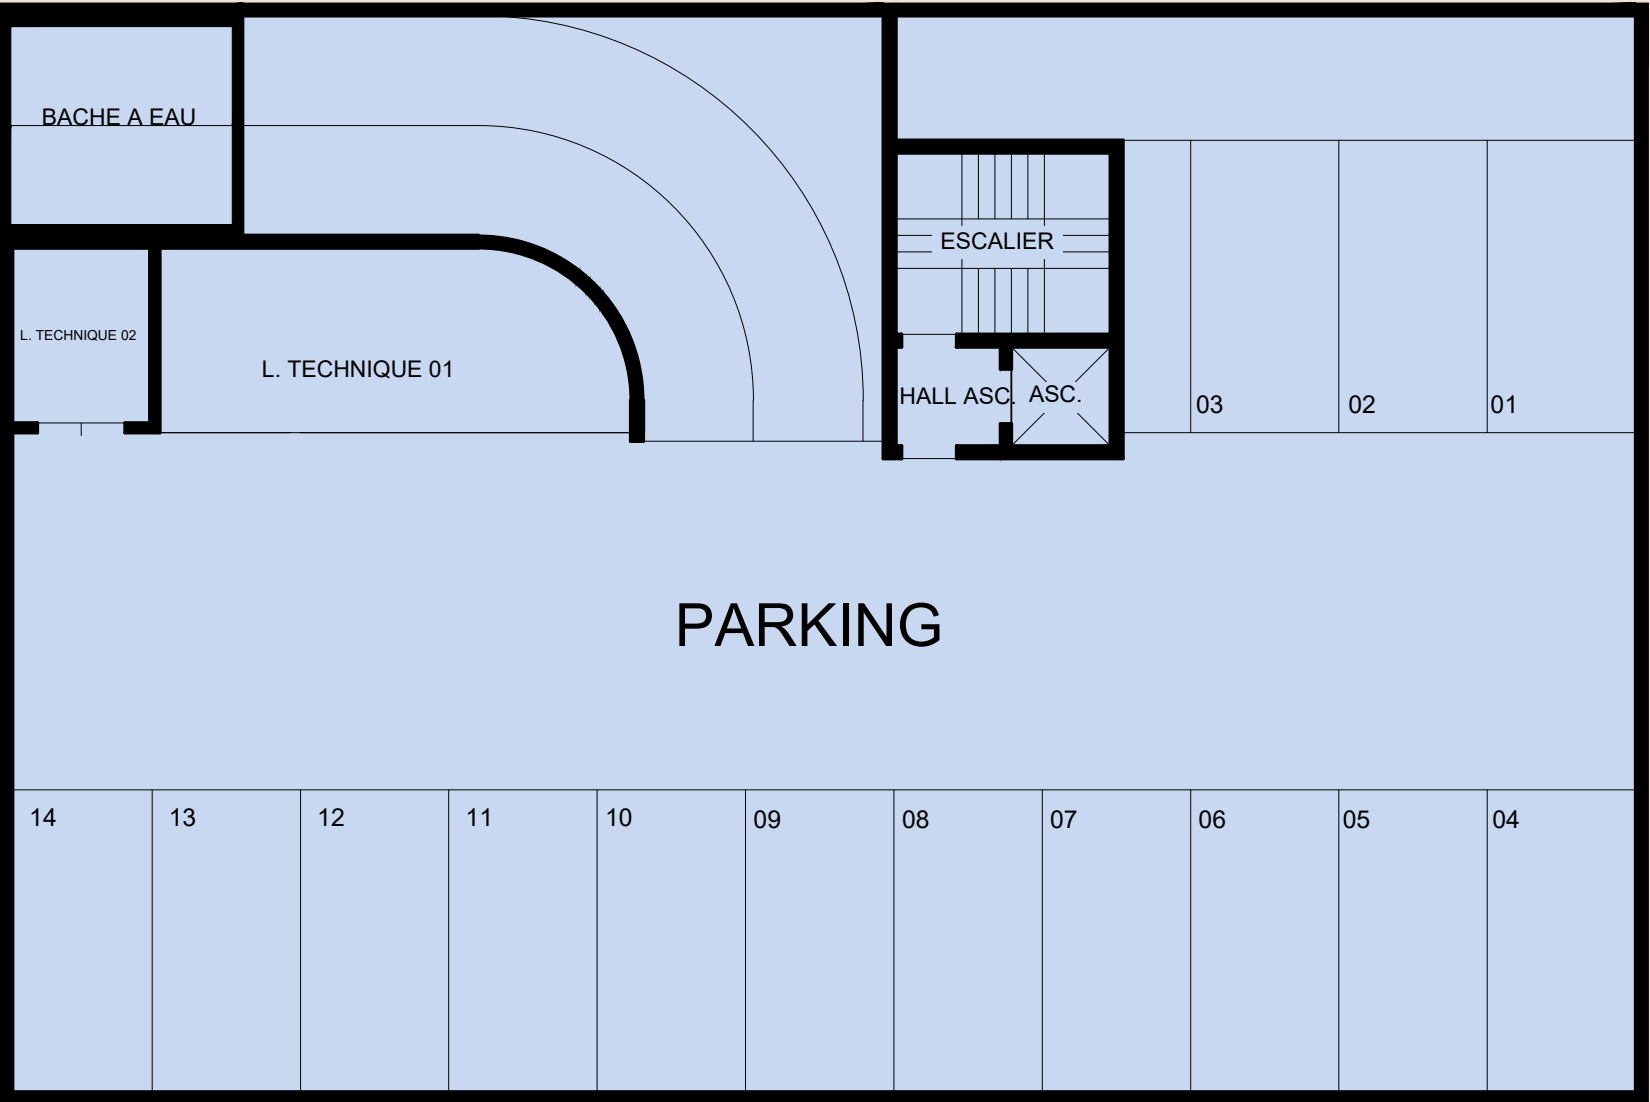 BACHE A EAU
ESCALIER
L. TECHNIQUE 02
L. TECHNIQUE 01
HALL ASC.
ASC.
03
02
01
PARKING
14
13
12
11
10
09
08
07
06
05
04